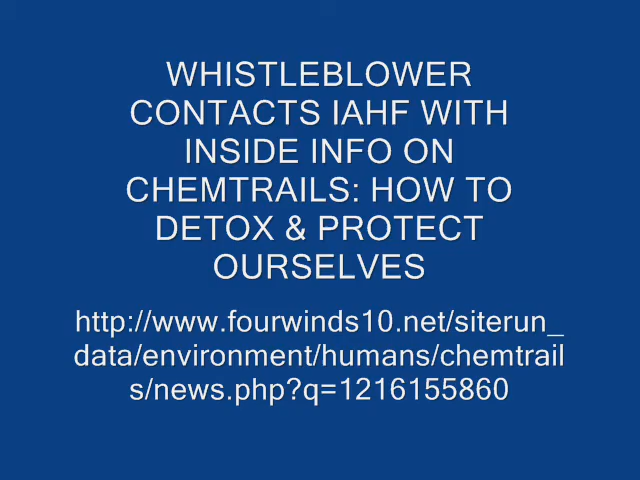 WHISTLEBLOWER
CONTACTS IAHF WITH
INSIDE INFO ON
CHEMTRAILS: HOW TO
DETOX & PROTECT
OURSELVES
http://www.fourwinds10.net/siterun_
data/environment/humans/chemtrail
s/news.php?q=1216155860